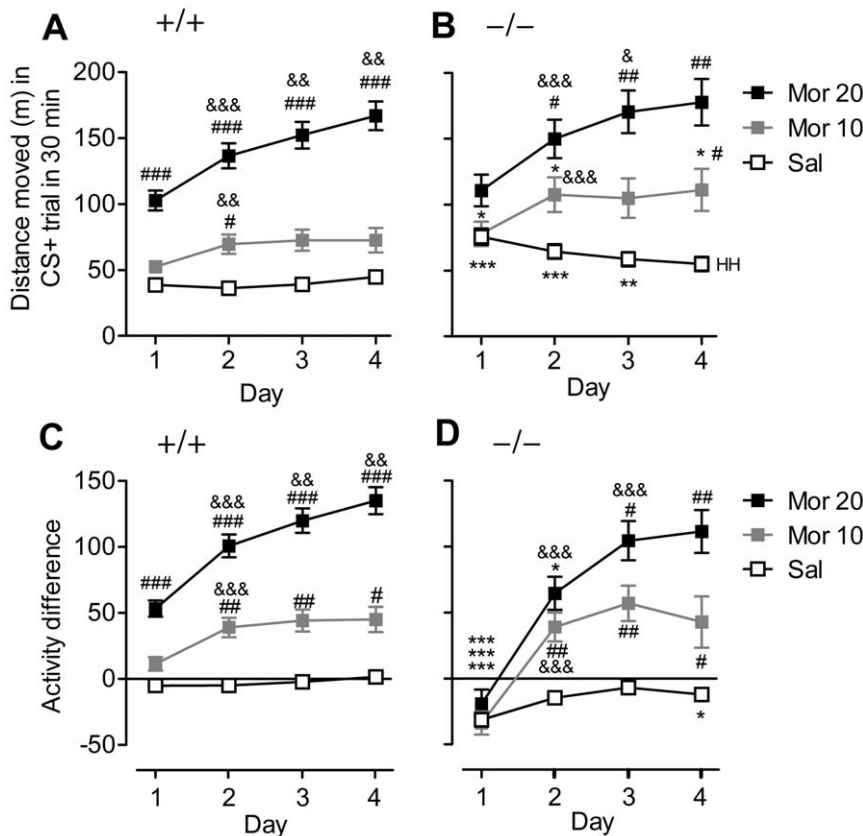 A
+/+
B
−/−
Distance moved (m) in
CS+ trial in 30 min
200
150
100
50
0
###
&&&
###
&&
###
&&
###
&&
#
1 2 3 4
Day
&&&
#
&
##
##
*
*
&&&
* #
***
***
**
HH
1 2 3 4
Day
Mor 20
Mor 10
Sal
C
+/+
D
−/−
Activity difference
150
100
50
0
-50
###
&&&
###
&&
###
&&
###
&&&
##
##
#
1 2 3 4
Day
***
***
***
&&&
*
&&&
#
##
##
&&&
##
#
*
1 2 3 4
Day
Mor 20
Mor 10
Sal